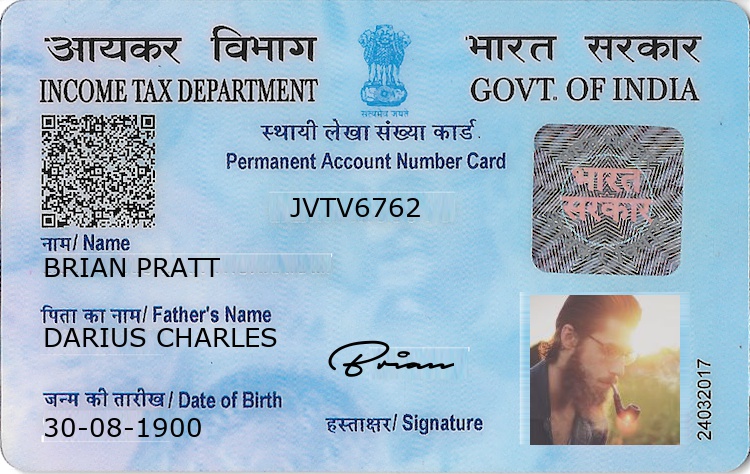 आयकर विभाग
INCOME TAX DEPARTMENT
भारत सरकार
GOVT. OF INDIA
सत्यमेव जयते
स्थायी लेखा संख्या कार्ड
Permanent Account Number Card
JVTV6762
भारत
सरकार
नाम/ Name
BRIAN PRATT
पिता का नाम/ Father's Name
DARIUS CHARLES
Brian
जन्म की तारीख/ Date of Birth
30-08-1900
हस्ताक्षर/ Signature
24032017